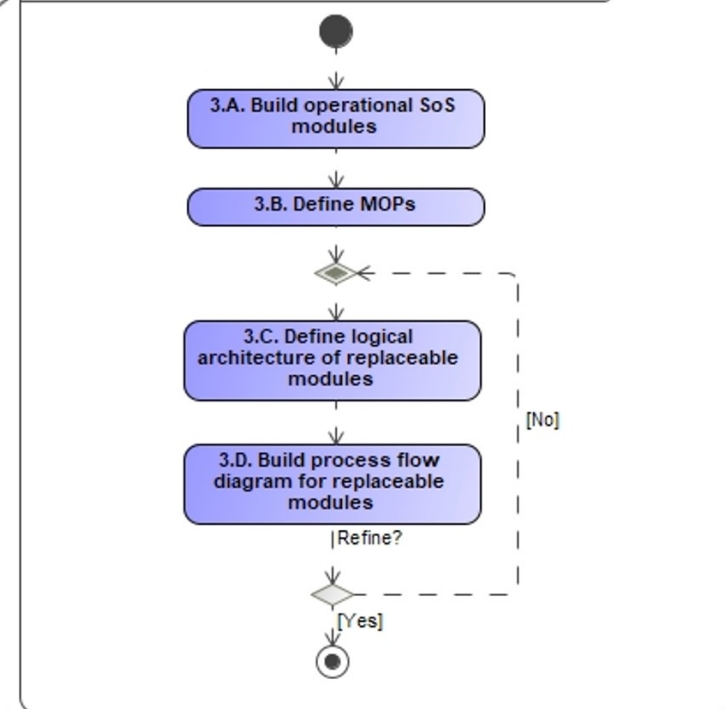 3.A. Build operational SoS
modules
3.B. Define MOPs
3.C. Define logical
architecture of replaceable
modules
[No]
3.D. Build process flow
diagram for replaceable
modules
Refine?
[Yes]